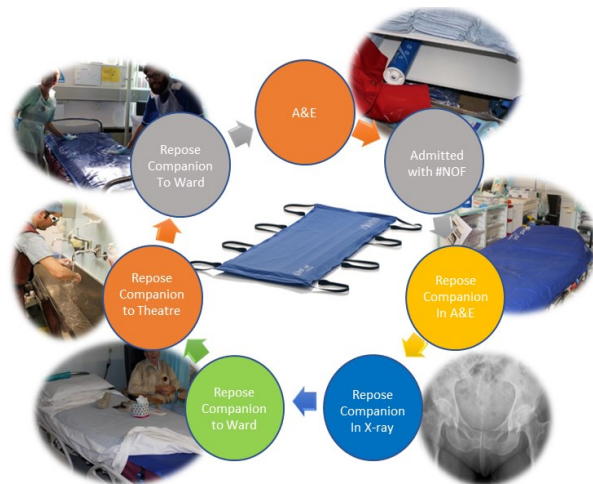 A&E
Admitted
with #NOF
Repose
Companion
In A&E
Repose
Companion
In X-ray
Repose
Companion
to Ward
Repose
Companion
to Theatre
Repose
Companion
To Ward